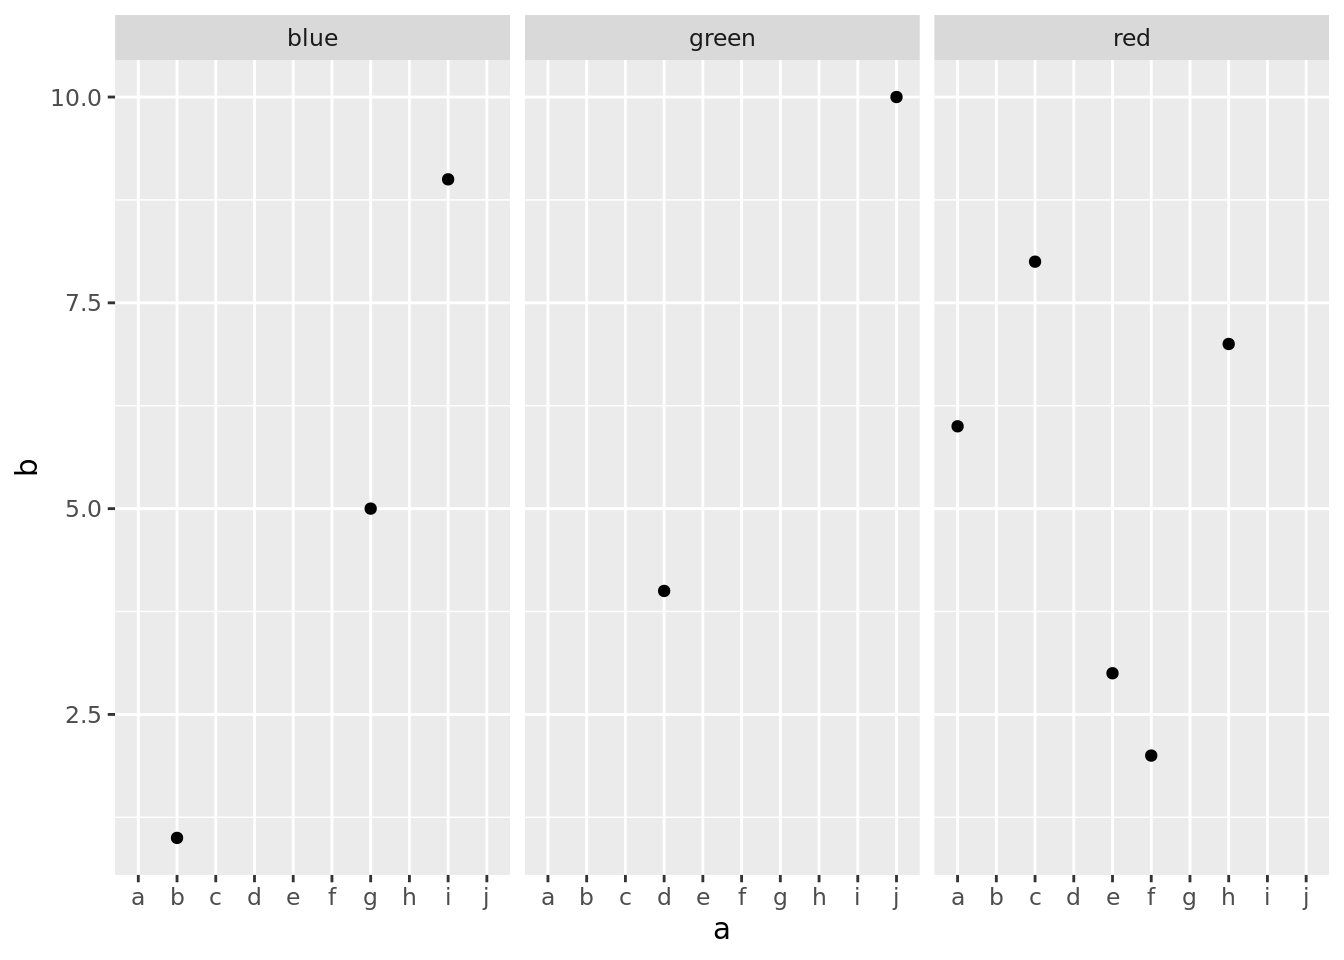 blue green red
10.0
7.5
5.0
2.5
b
a b c d e f g h i j a b c d e f g h i j a b c d e f g h i j
a